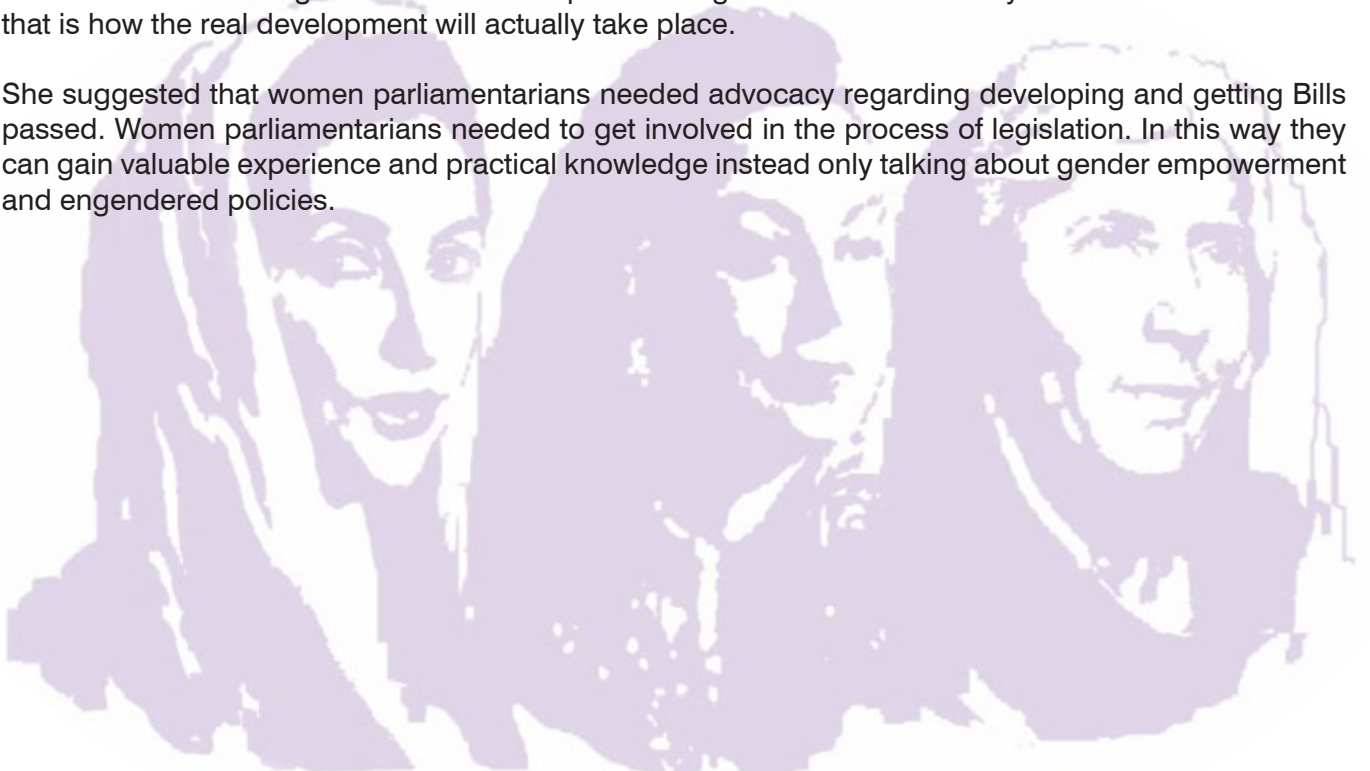 that is how the real development will actually take place.
She suggested that women parliamentarians needed advocacy regarding developing and getting Bills
passed. Women parliamentarians needed to get involved in the process of legislation. In this way they
can gain valuable experience and practical knowledge instead only talking about gender empowerment
and engendered policies.